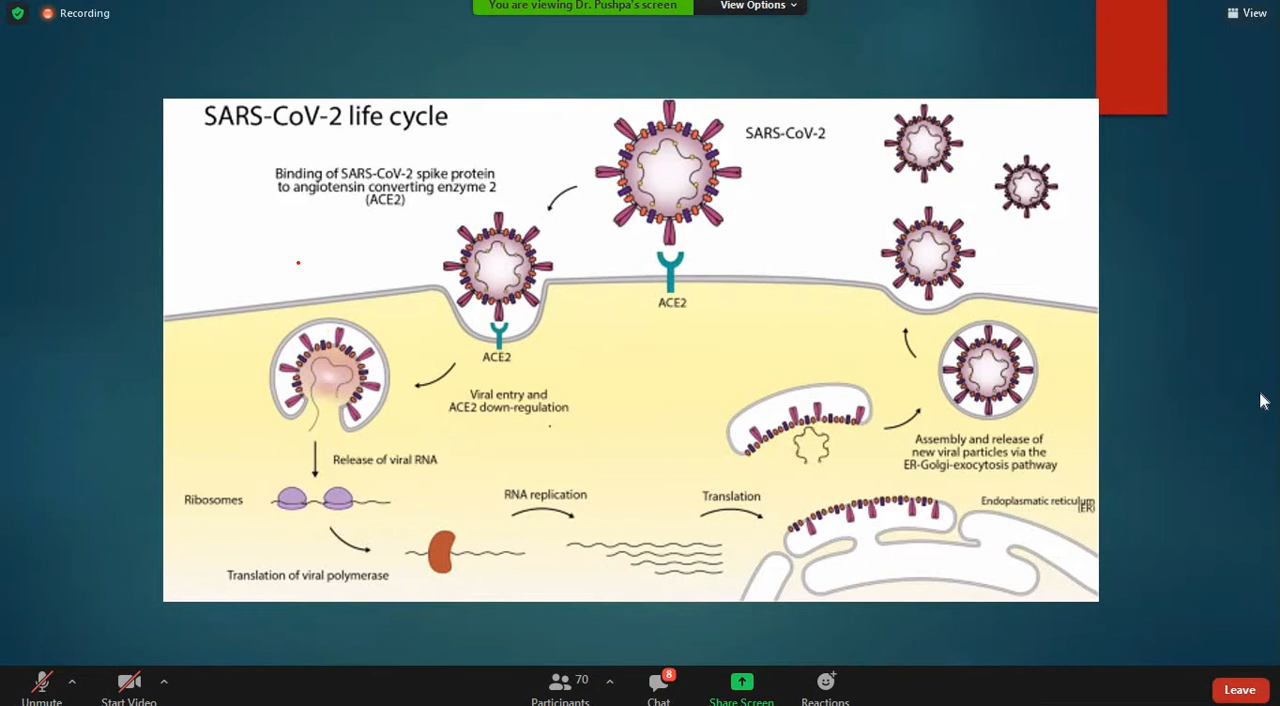 Recording
You are viewing Dr. Pushpa's screen
View Options
View
SARS-CoV-2 life cycle
SARS-CoV-2
Binding of SARS-CoV-2 spike protein
to angiotensin converting enzyme 2
(ACE2)
ACE2
ACE2
Viral entry and
ACE2 down-regulation
Release of viral RNA
Ribosomes
Translation of viral polymerase
RNA replication
Translation
Assembly and release of
new viral particles via the
ER-Golgi-exocytosis pathway
Endoplasmatic reticulum
(ER)
Unmute
Start Video
70
Participants
8
Chat
Share Screen
Reactions
Leave